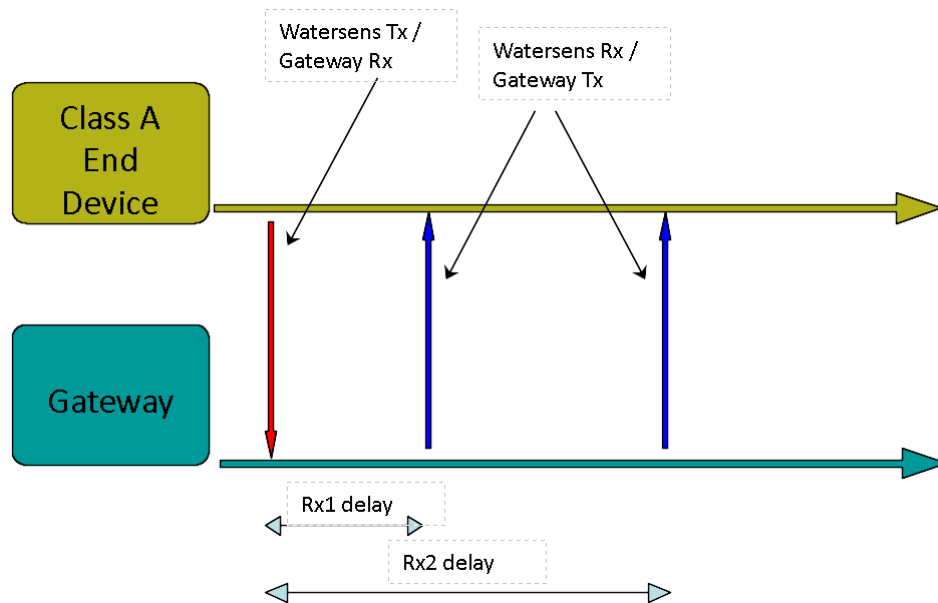 Watersens Tx /
Gateway Rx
Watersens Rx /
Gateway Tx
Class A
End
Device
Gateway
Rx1 delay
Rx2 delay